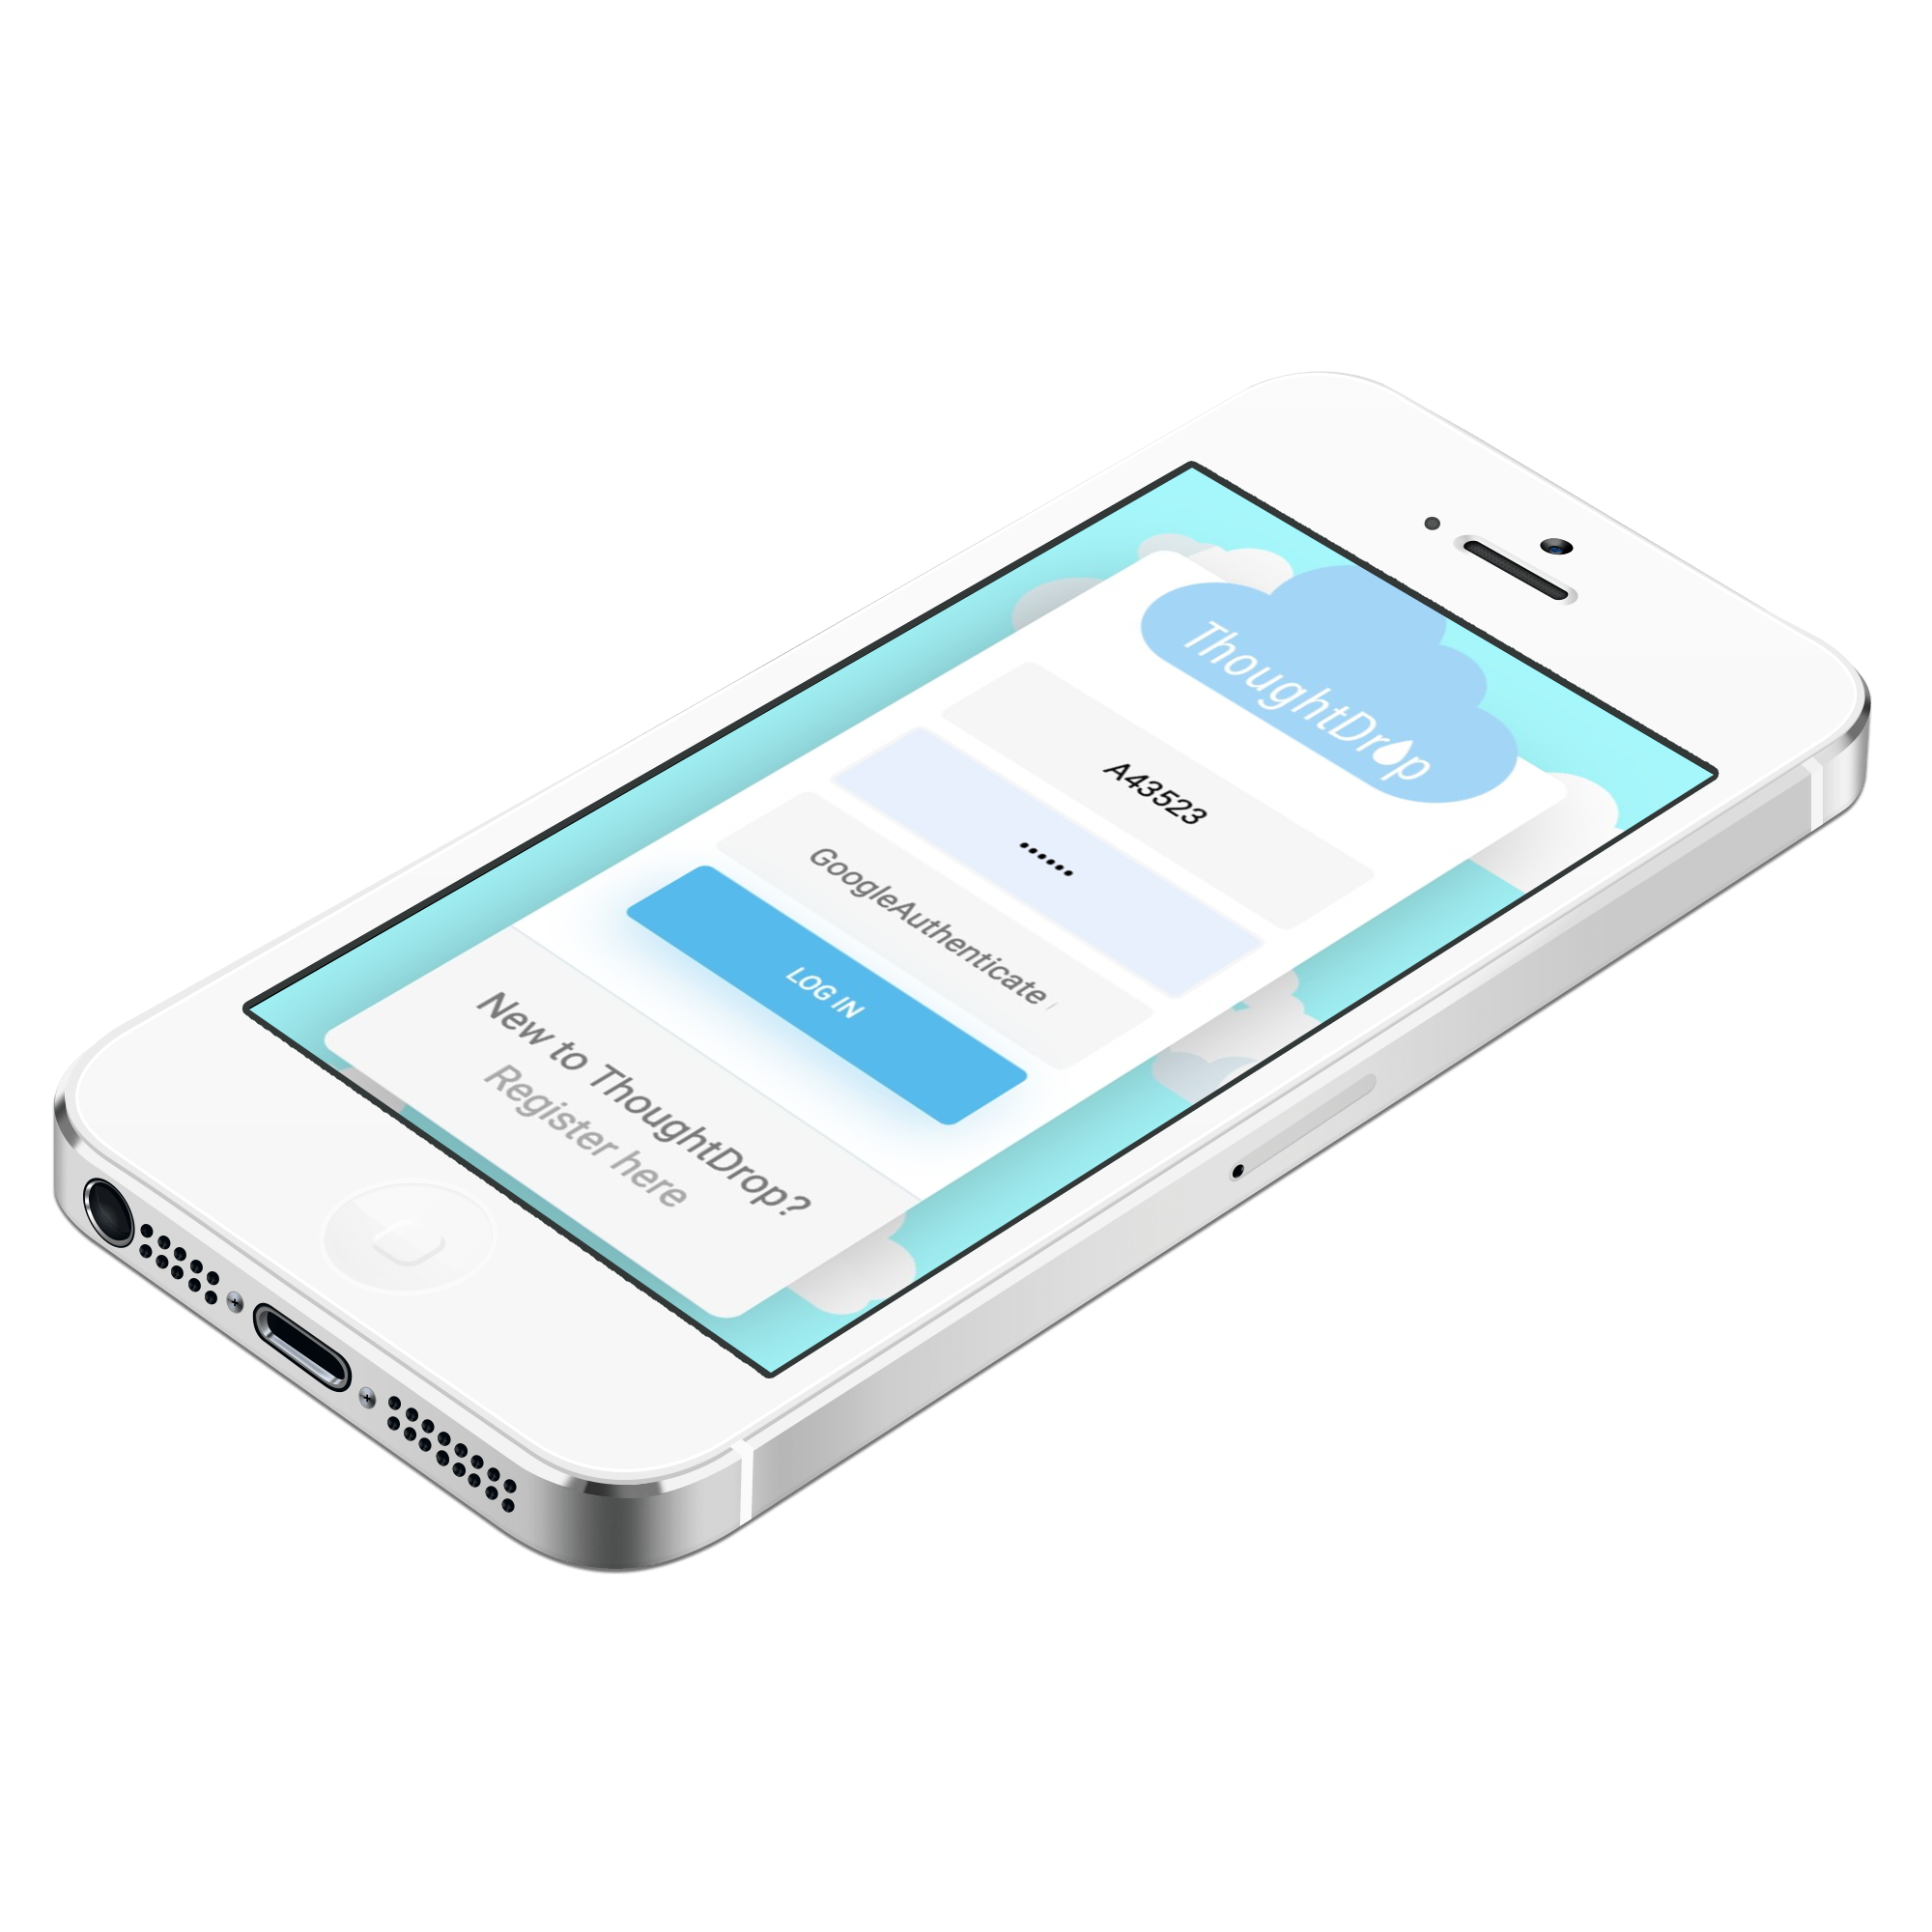 ThoughtDrop
A43523
••••••
GoogleAuthenticate
LOG IN
New to ThoughtDrop?
Register here